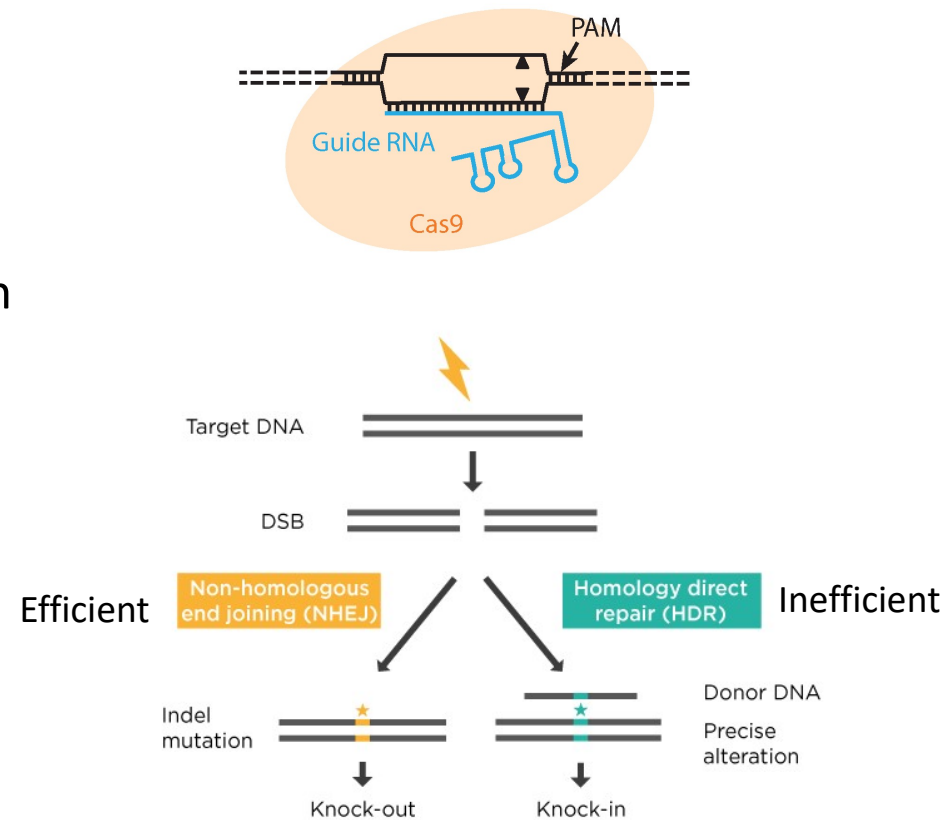 PAM
Guide RNA
Cas9
n
Target DNA
DSB
Efficient
Non-homologous
end joining (NHEJ)
Homology direct
repair (HDR)
Inefficient
Indel
mutation
Donor DNA
Precise
alteration
Knock-out
Knock-in